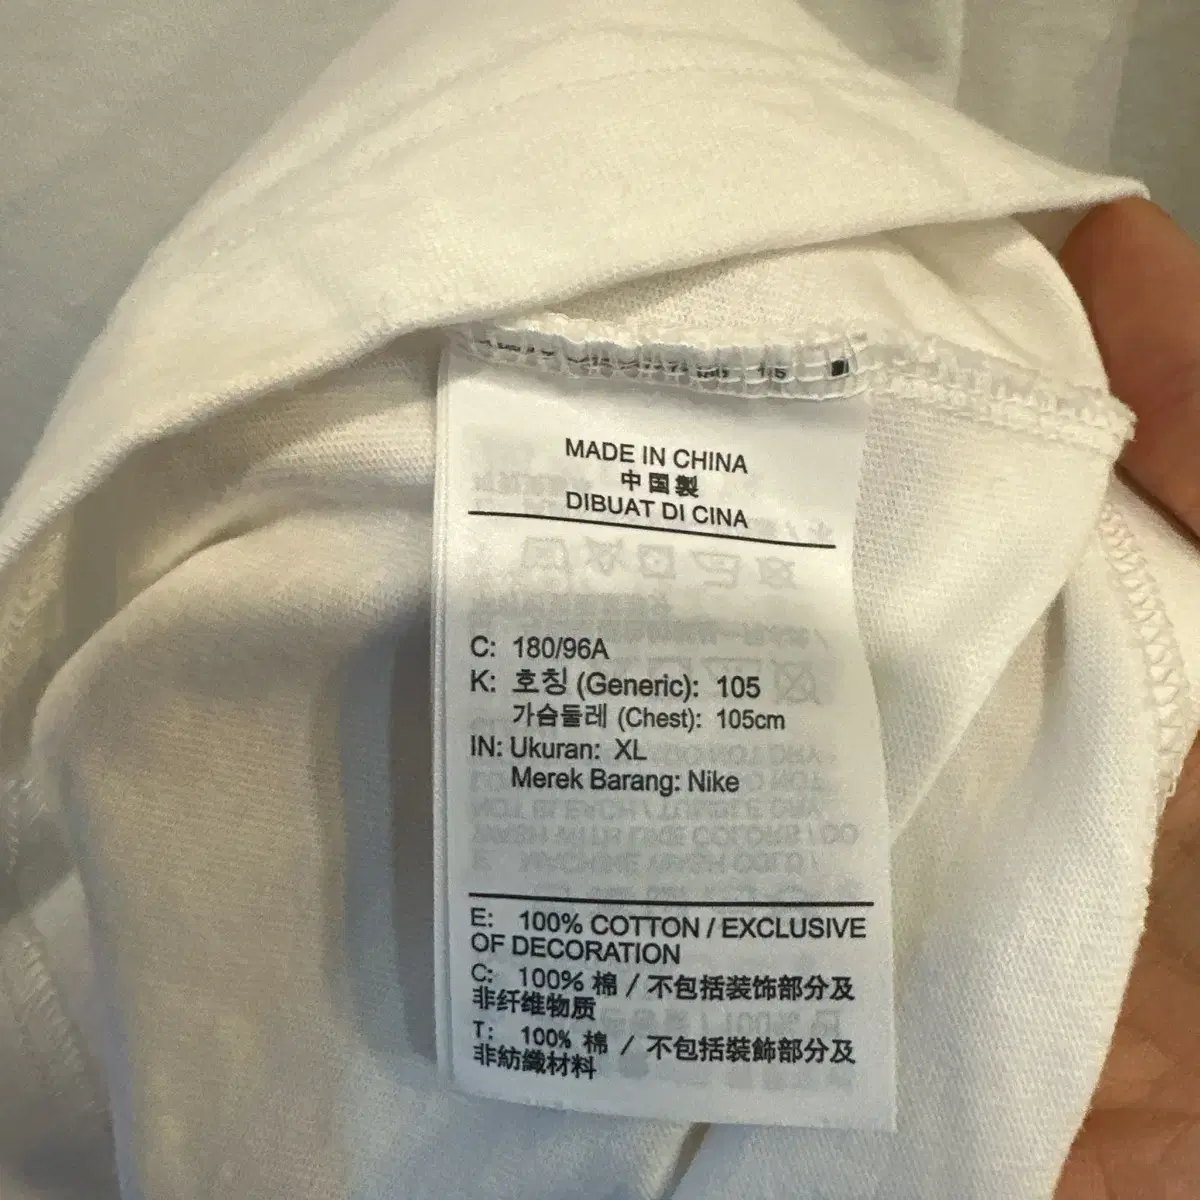 MADE IN CHINA
中国製
DIBUAT DI CINA
C: 180/96A
K: 호칭 (Generic): 105
가슴둘레 (Chest): 105cm
IN: Ukuran: XL
Merek Barang: Nike
E: 100% COTTON / EXCLUSIVE
OF DECORATION
C: 100% 棉 / 不包括装饰部分及
非纤维物质
T: 100% 棉 / 不包括裝飾部分及
非紡織材料